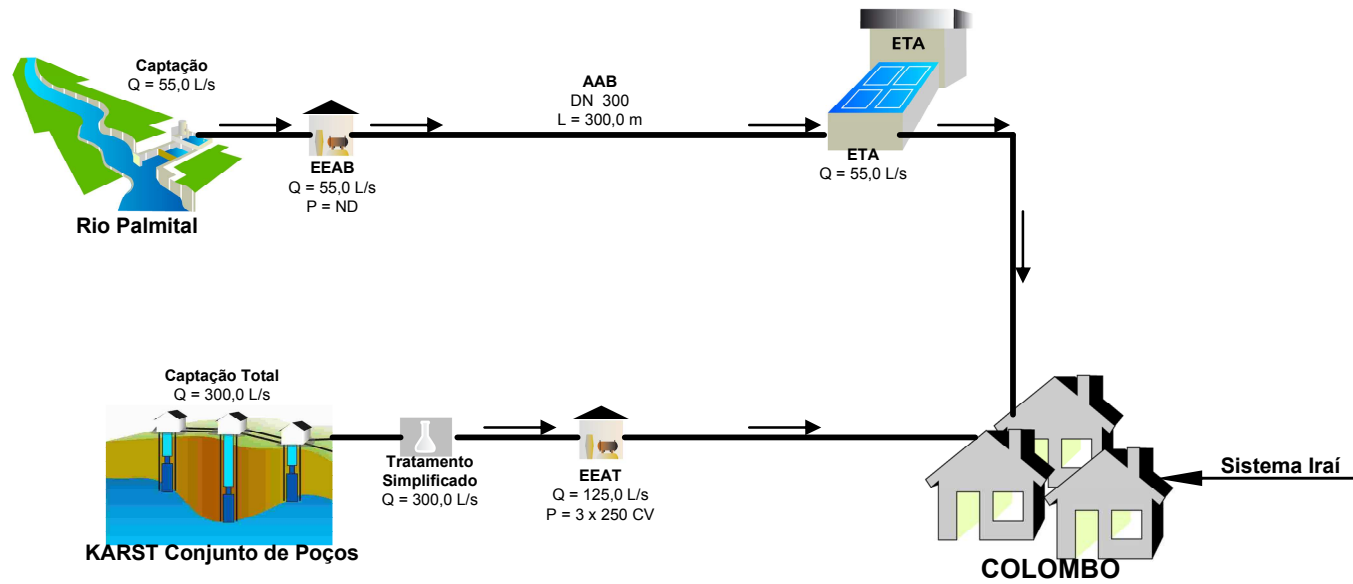 Captação
Q = 55,0 L/s
Rio Palmital
EEAB
Q = 55,0 L/s
P = ND
AAB
DN 300
L = 300,0 m
ETA
ETA
Q = 55,0 L/s
Captação Total
Q = 300,0 L/s
KARST Conjunto de Poços
Tratamento
Simplificado
Q = 300,0 L/s
EEAT
Q = 125,0 L/s
P = 3 x 250 CV
Sistema Iraí
COLOMBO